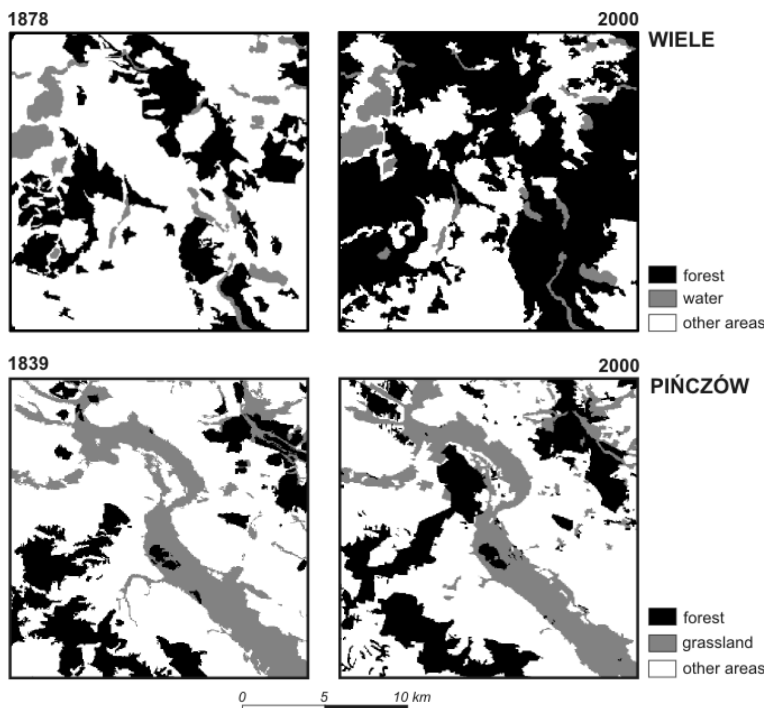 1878
2000
WIELE
forest
water
other areas
1839
2000
PIŃCZÓW
forest
grassland
other areas
0 5 10 km